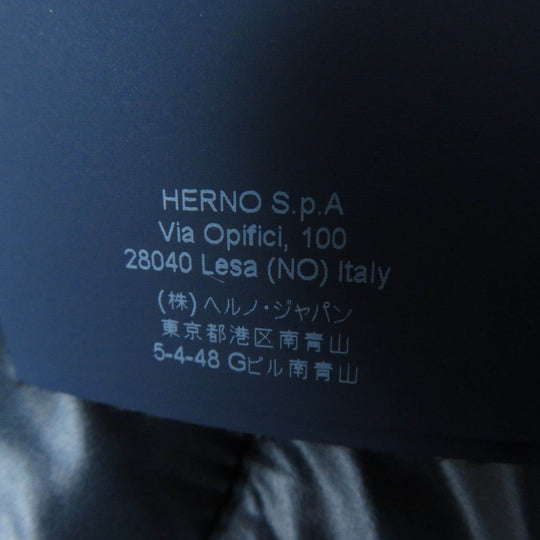 HERNO S.p.A
Via Opifici, 100
28040 Lesa (NO) Italy
(株)ヘルノ・ジャパン
東京都港区南青山
5-4-48 Gビル南青山